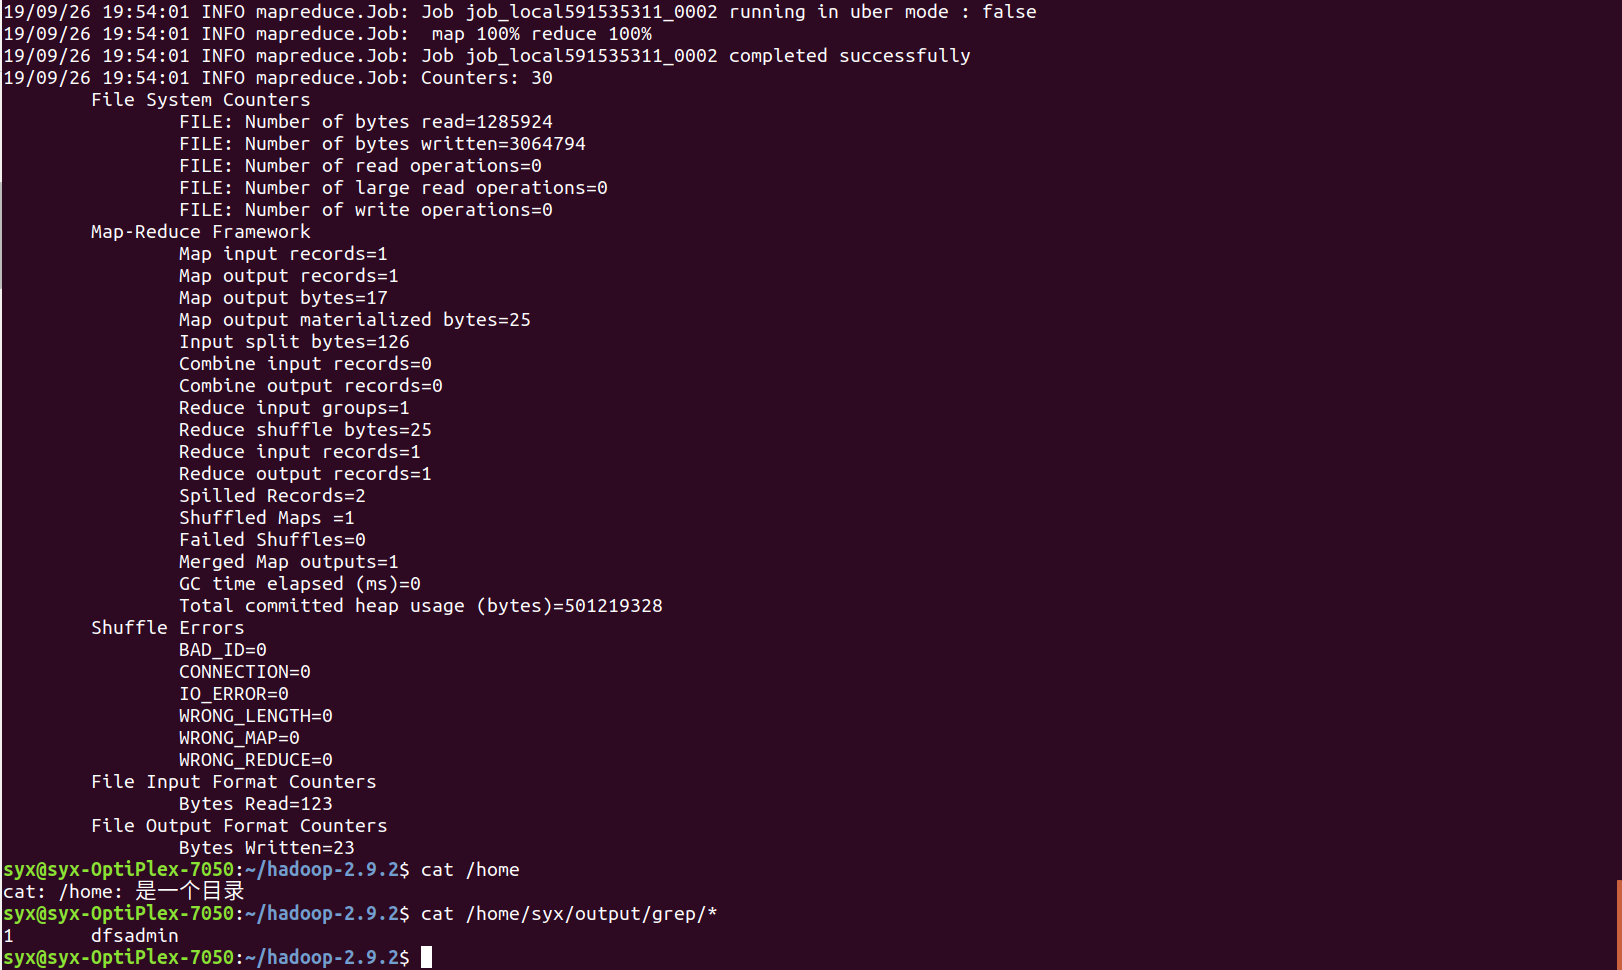 19/09/26 19:54:01 INFO mapreduce.Job: Job job_local591535311_0002 running in uber mode : false
19/09/26 19:54:01 INFO mapreduce.Job:  map 100% reduce 100%
19/09/26 19:54:01 INFO mapreduce.Job: Job job_local591535311_0002 completed successfully
19/09/26 19:54:01 INFO mapreduce.Job: Counters: 30
File System Counters
FILE: Number of bytes read=1285924
FILE: Number of bytes written=3064794
FILE: Number of read operations=0
FILE: Number of large read operations=0
FILE: Number of write operations=0
Map-Reduce Framework
Map input records=1
Map output records=1
Map output bytes=17
Map output materialized bytes=25
Input split bytes=126
Combine input records=0
Combine output records=0
Reduce input groups=1
Reduce shuffle bytes=25
Reduce input records=1
Reduce output records=1
Spilled Records=2
Shuffled Maps =1
Failed Shuffles=0
Merged Map outputs=1
GC time elapsed (ms)=0
Total committed heap usage (bytes)=501219328
Shuffle Errors
BAD_ID=0
CONNECTION=0
IO_ERROR=0
WRONG_LENGTH=0
WRONG_MAP=0
WRONG_REDUCE=0
File Input Format Counters
Bytes Read=123
File Output Format Counters
Bytes Written=23
syx@syx-OptiPlex-7050:~/hadoop-2.9.2$ cat /home
cat: /home: 是一个目录
syx@syx-OptiPlex-7050:~/hadoop-2.9.2$ cat /home/syx/output/grep/*
1 dfsadmin
syx@syx-OptiPlex-7050:~/hadoop-2.9.2$